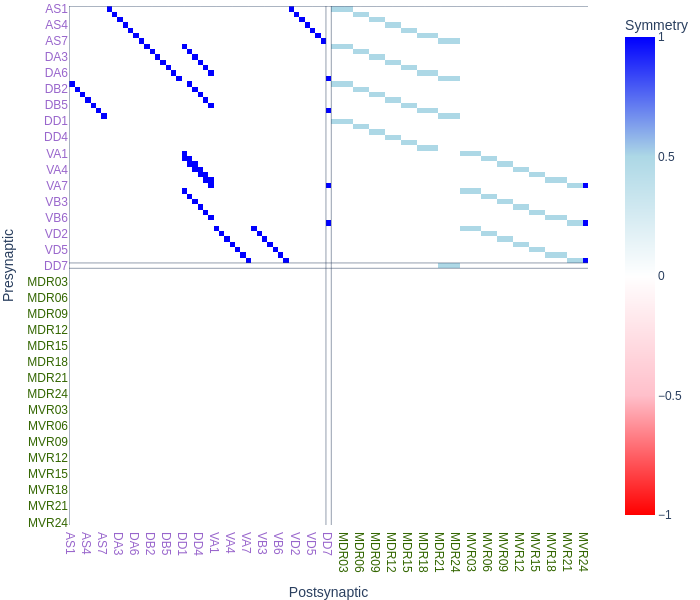 Symmetry
1
0.5
0
−0.5
−1
Presynaptic
AS1
AS4
AS7
DA3
DA6
DB2
DB5
DD1
DD4
VA1
VA4
VA7
VB3
VB6
VD2
VD5
DD7
MDR03
MDR06
MDR09
MDR12
MDR15
MDR18
MDR21
MDR24
MVR03
MVR06
MVR09
MVR12
MVR15
MVR18
MVR21
MVR24
AS1
AS4
AS7
DA3
DA6
DB2
DB5
DD1
DD4
VA1
VA4
VA7
VB3
VB6
VD2
VD5
DD7
MDR03
MDR06
MDR09
MDR12
MDR15
MDR18
MDR21
MDR24
MVR03
MVR06
MVR09
MVR12
MVR15
MVR18
MVR21
MVR24
Postsynaptic